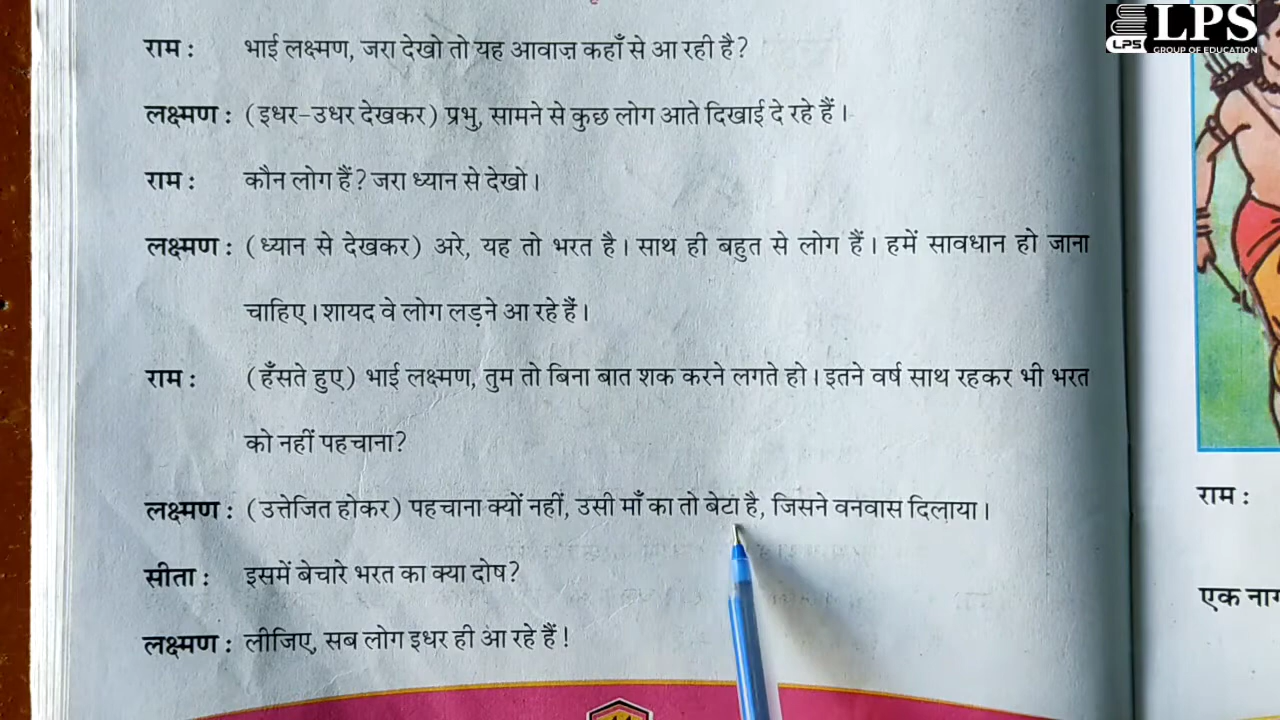 LPS
LPS
GROUP OF EDUCATION
राम : भाई लक्ष्मण, जरा देखो तो यह आवाज़ कहाँ से आ रही है?
लक्ष्मण : (इधर-उधर देखकर) प्रभु, सामने से कुछ लोग आते दिखाई दे रहे हैं।
राम : कौन लोग हैं? जरा ध्यान से देखो।
लक्ष्मण : (ध्यान से देखकर) अरे, यह तो भरत है। साथ ही बहुत से लोग हैं। हमें सावधान हो जाना
चाहिए। शायद वे लोग लड़ने आ रहे हैं।
राम : (हँसते हुए) भाई लक्ष्मण, तुम तो बिना बात शक करने लगते हो। इतने वर्ष साथ रहकर भी भरत
को नहीं पहचाना?
लक्ष्मण : (उत्तेजित होकर) पहचाना क्यों नहीं, उसी माँ का तो बेटा है, जिसने वनवास दिलाया।
सीता : इसमें बेचारे भरत का क्या दोष?
लक्ष्मण : लीजिए, सब लोग इधर ही आ रहे हैं!
राम :
एक